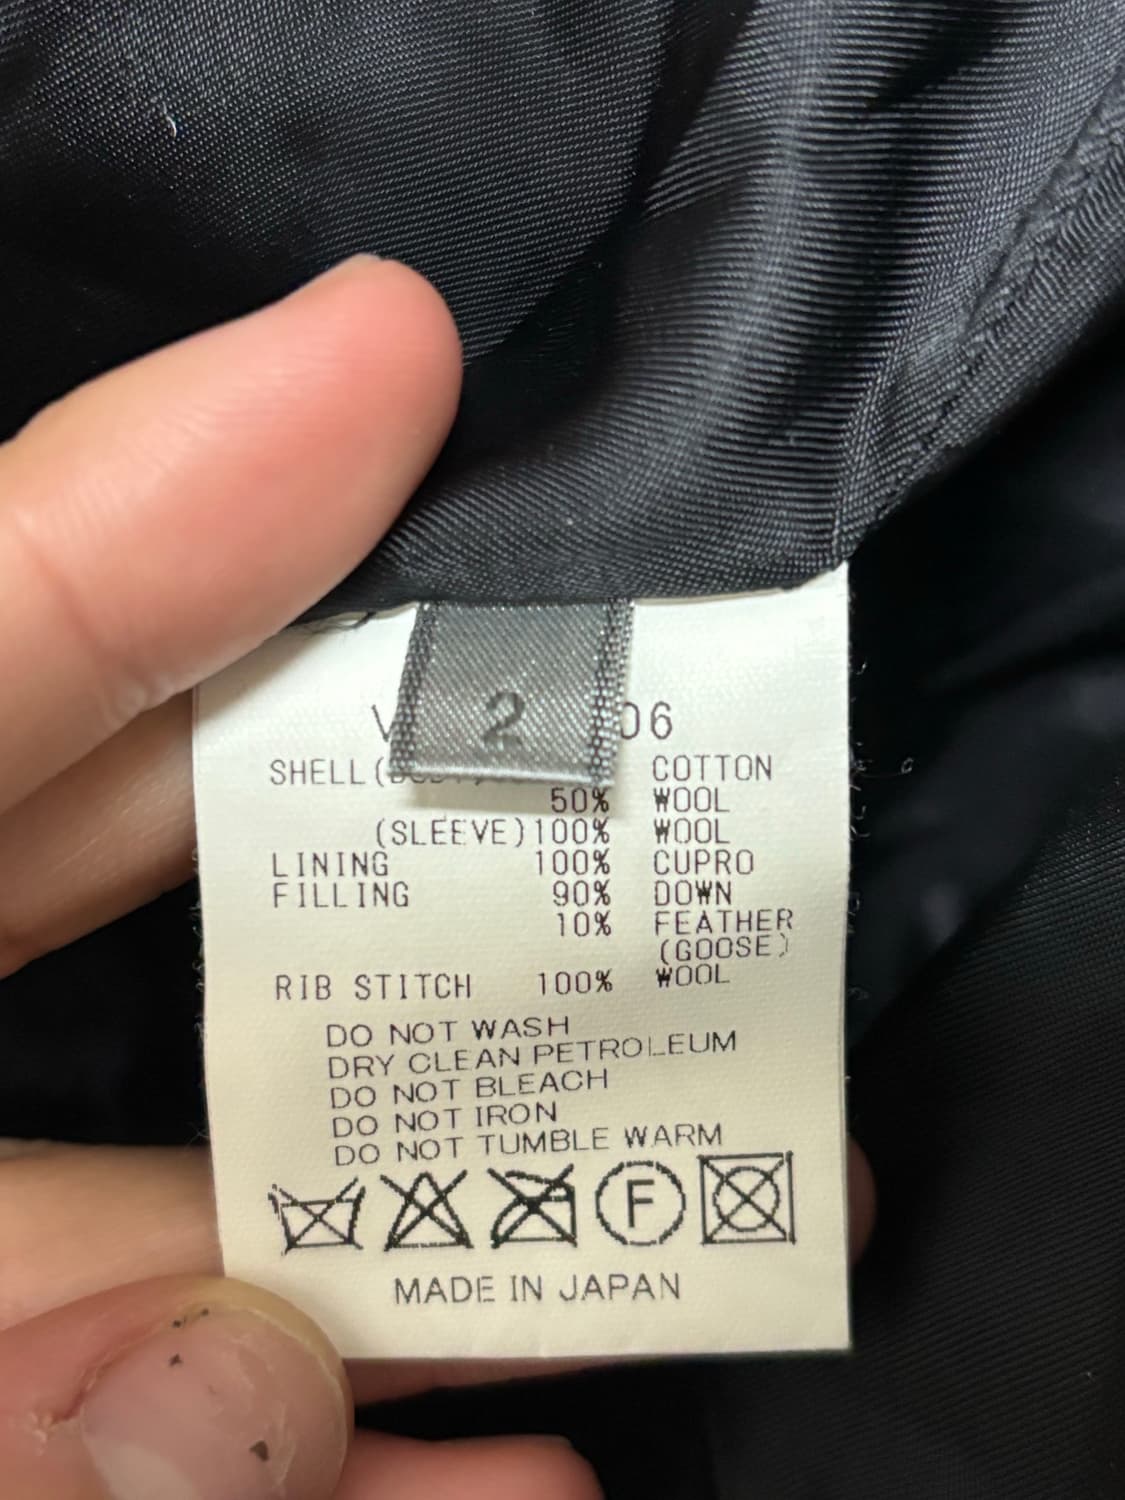 2
06
SHELL ( COTTON
50% WOOL
(SLEEVE) 100% WOOL
LINING 100% CUPRO
FILLING 90% DOWN
10% FEATHER
(GOOSE)
RIB STITCH 100% WOOL
DO NOT WASH
DRY CLEAN PETROLEUM
DO NOT BLEACH
DO NOT IRON
DO NOT TUMBLE WARM
F
MADE IN JAPAN